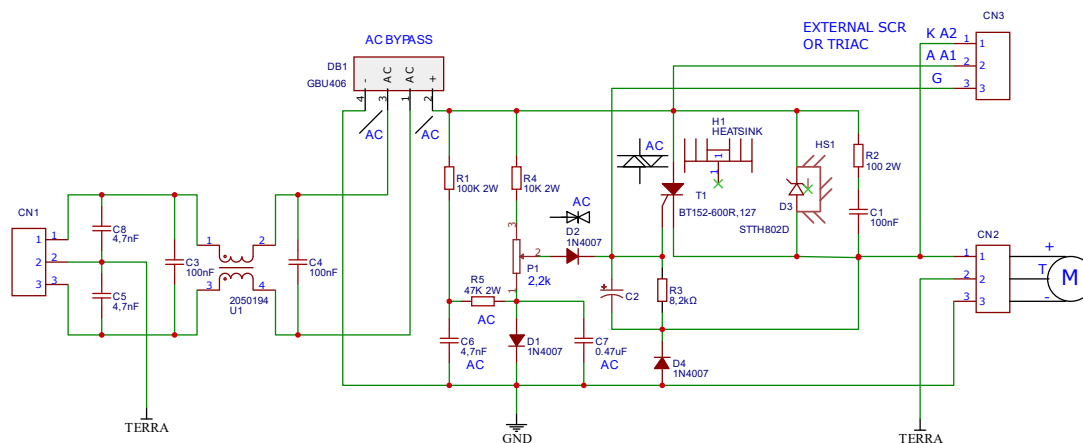 AC BYPASS
DB1
GBU406
-
AC
AC
+
4
3
1
2
AC
AC
EXTERNAL SCR
OR TRIAC
CN3
K A2
1
A A1
2
G
3
H1
HEATSINK
1
1
AC
HS1
R1
100K 2W
R4
10K 2W
R2
100 2W
T1
BT152-600R,127
D3
STTH802D
C1
100nF
CN1
1
2
3
C8
4,7nF
C5
4,7nF
C3
100nF
1
2
3
4
2050194
U1
C4
100nF
AC
D2
1N4007
3
2
P1
2,2k
1
R5
47K 2W
AC
C2
R3
8,2kΩ
CN2
1
2
3
+
T
M
-
C6
4,7nF
AC
D1
1N4007
C7
0.47uF
AC
D4
1N4007
TERRA
GND
TERRA